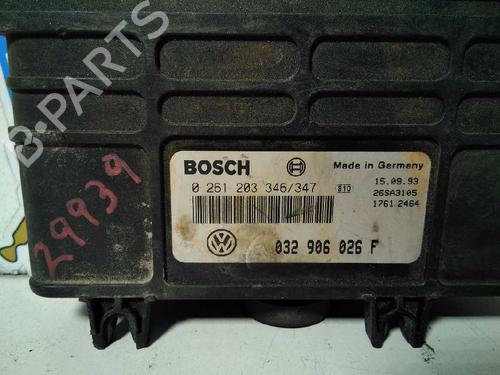 BOSCH
Made in Germany
0 261 203 346/347
810
15.09.93
26SA3105
1761 2464
032 906 026 F
29939